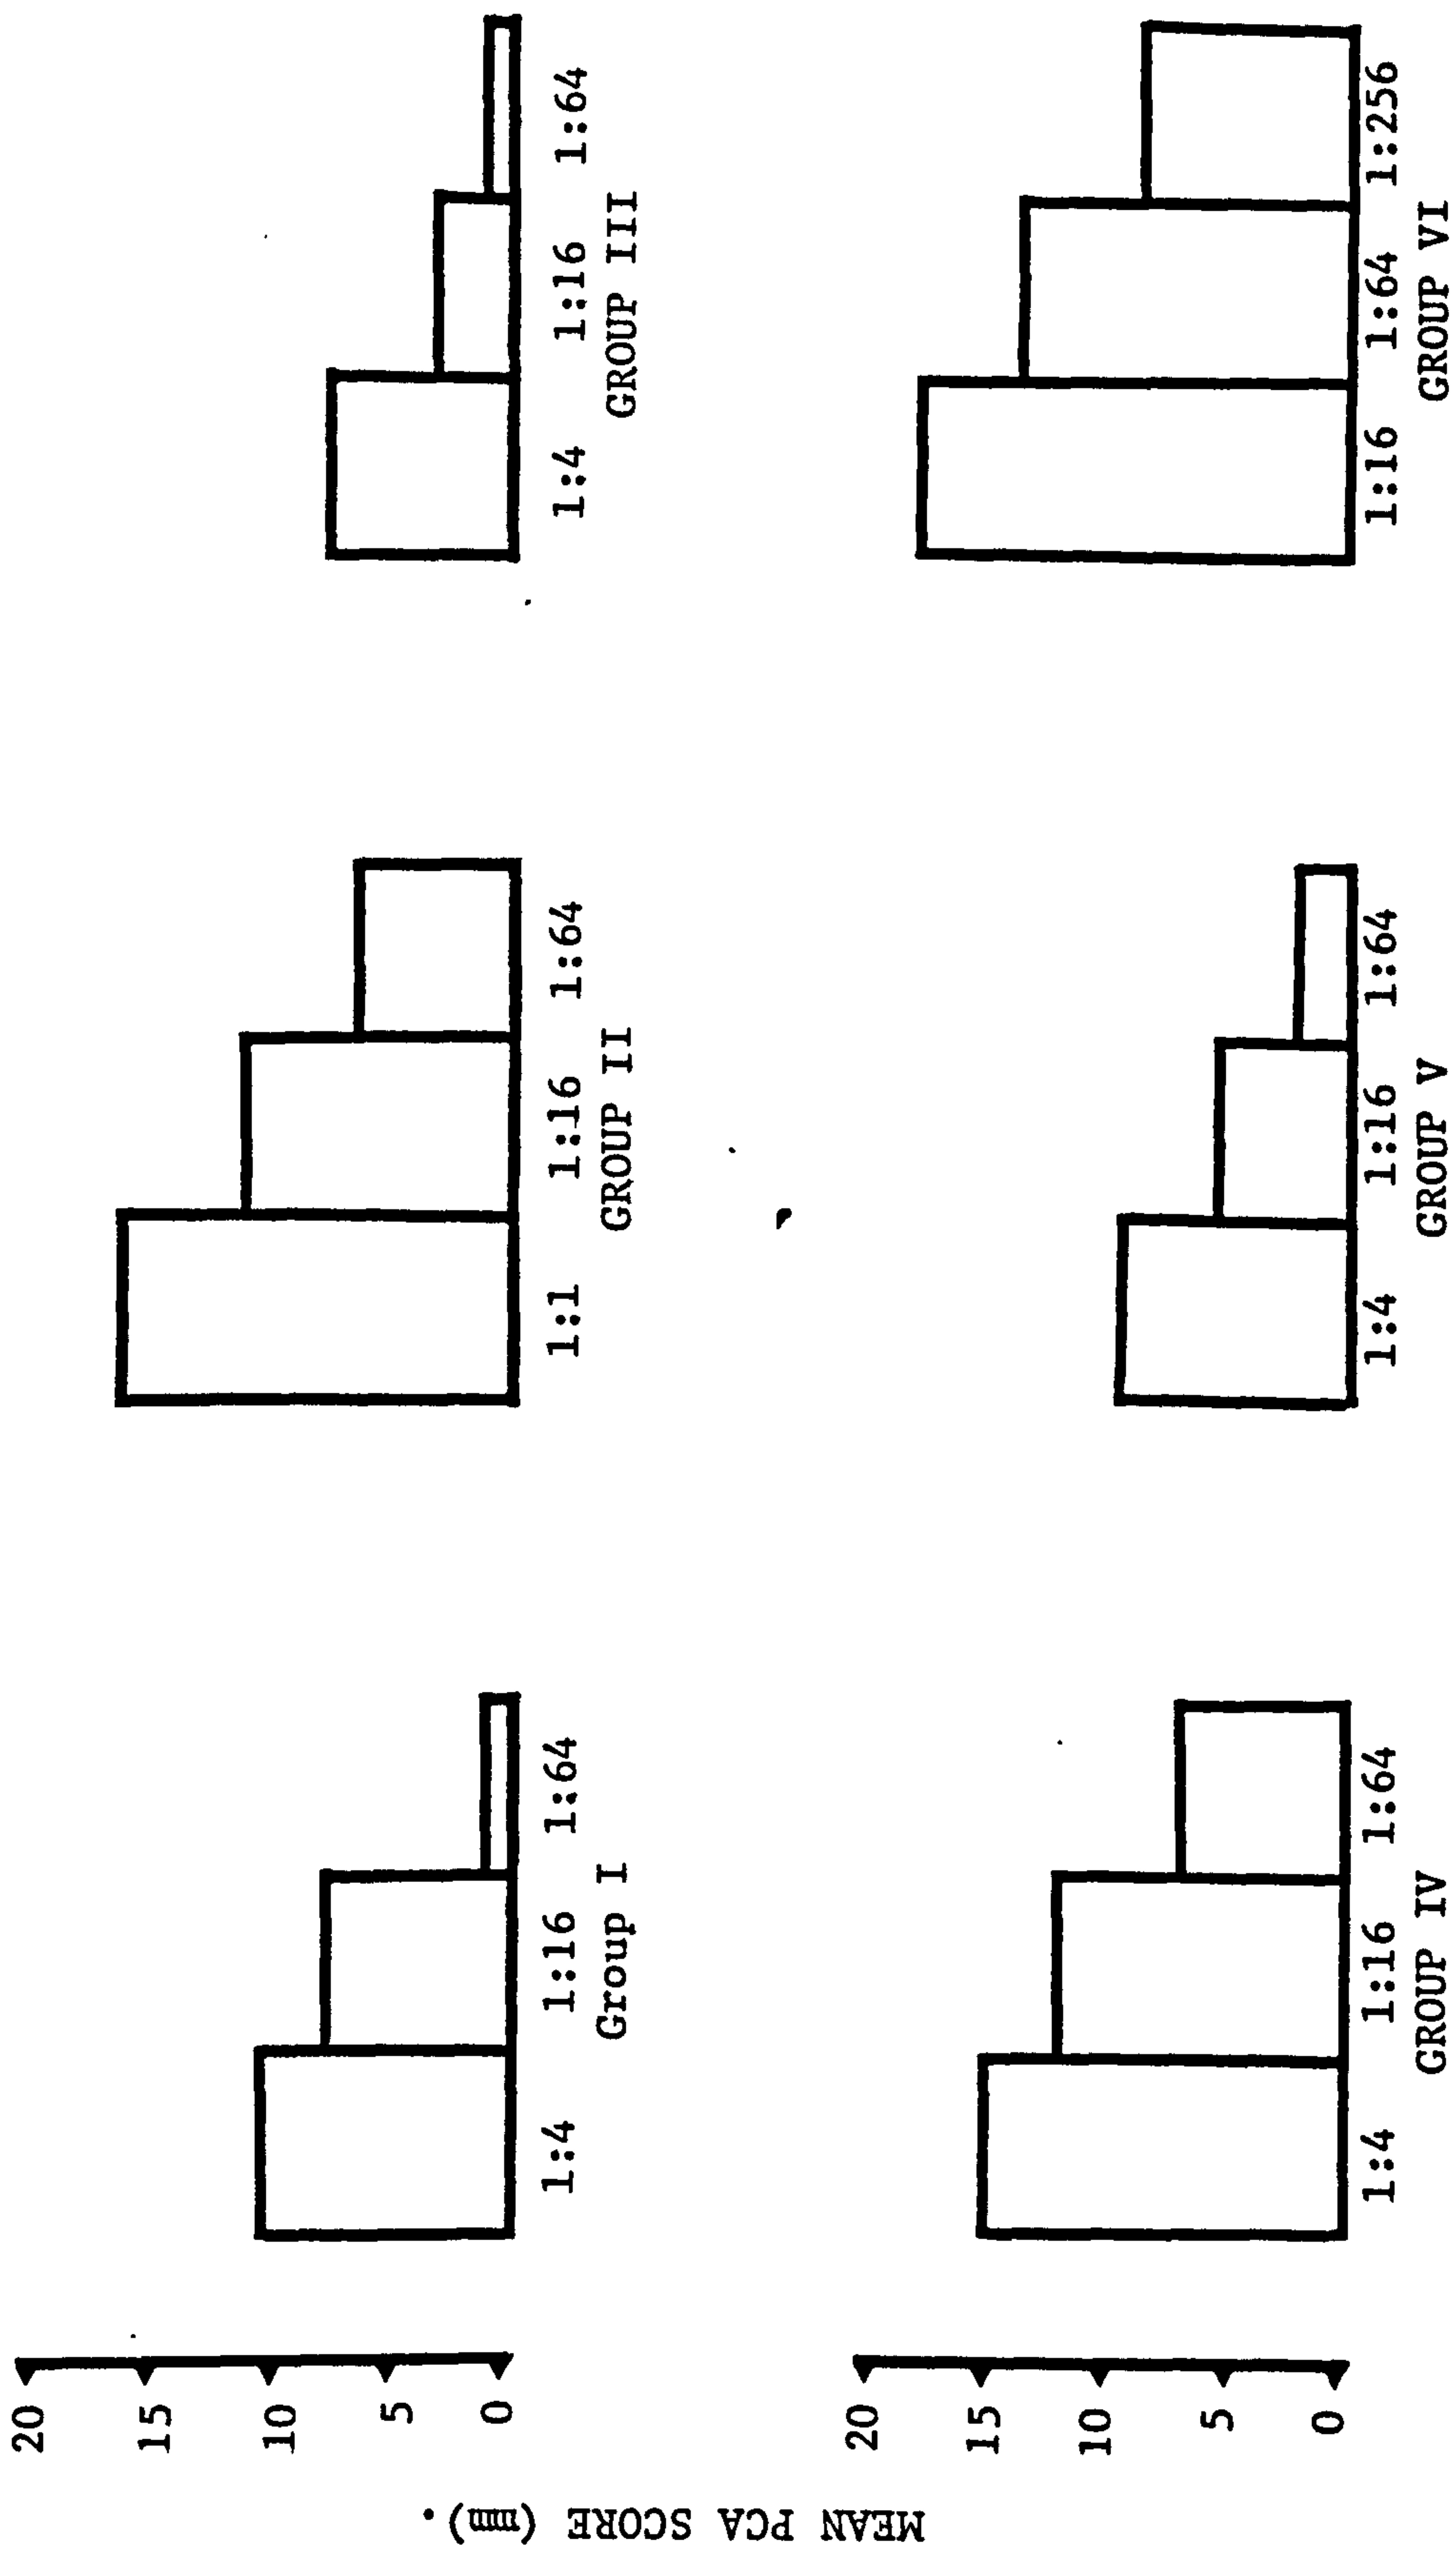 MEAN PCA SCORE (mm).
20
15
10
5
0
1:4 1:16 1:64
Group I
1:1 1:16 1:64
GROUP II
1:4 1:16 1:64
GROUP III
20
15
10
5
0
1:4 1:16 1:64
GROUP IV
1:4 1:16 1:64
GROUP V
1:16 1:64 1:256
GROUP VI